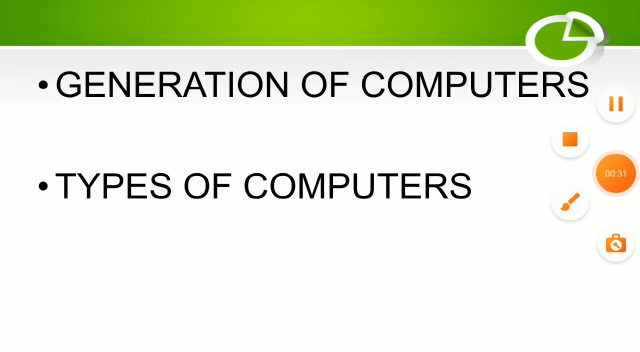 • GENERATION OF COMPUTERS
• TYPES OF COMPUTERS
00:31